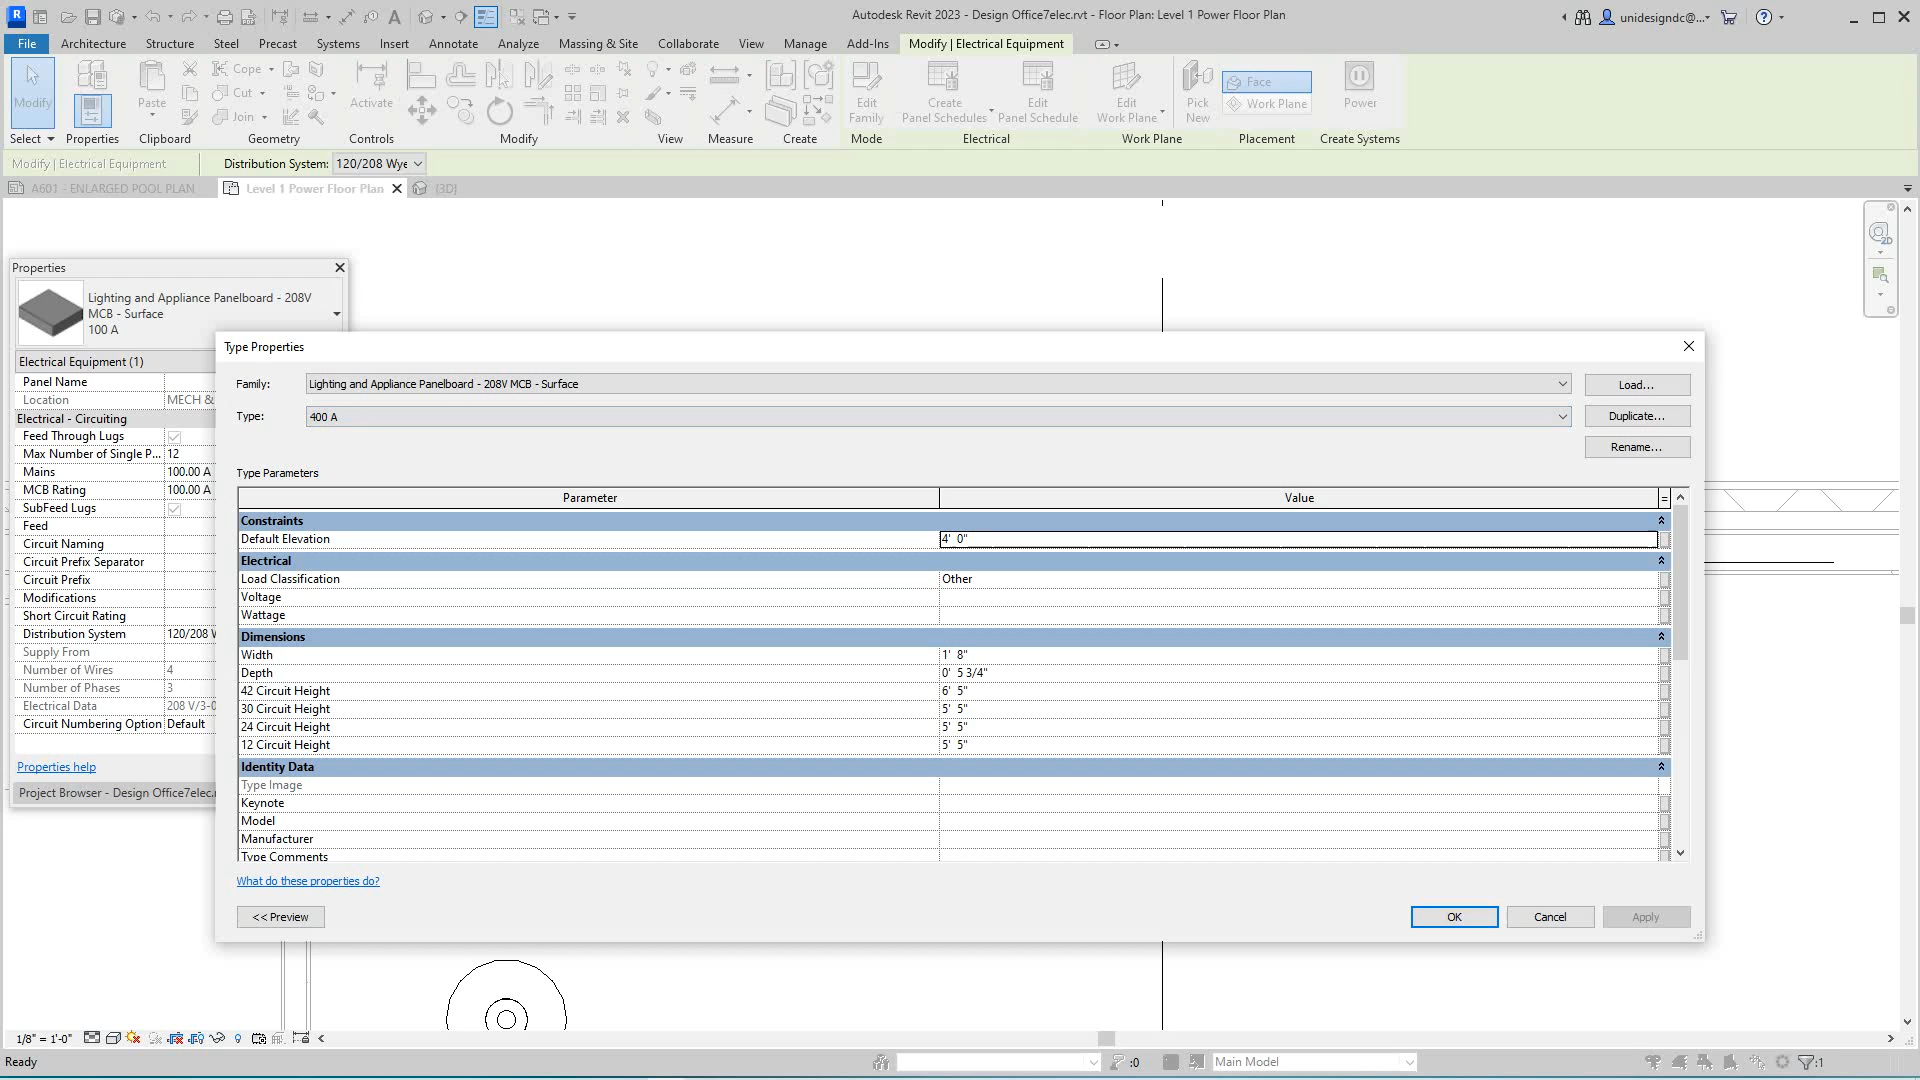 Autodesk Revit 2023 - Design Office7elec.rvt - Floor Plan: Level 1 Power Floor Plan
unidesigndc@...
File Architecture Structure Steel Precast Systems Insert Annotate Analyze Massing & Site Collaborate View Manage Add-Ins Modify | Electrical Equipment
Modify
Paste
Cope
Cut
Join
Activate
Edit Family
Create Panel Schedules
Edit Panel Schedule
Edit Work Plane
Pick New
Face
Work Plane
Power
Select Properties Clipboard Geometry Controls Modify View Measure Create Mode Electrical Work Plane Placement Create Systems
Modify | Electrical Equipment Distribution System: 120/208 Wye
A601 - ENLARGED POOL PLAN Level 1 Power Floor Plan {3D}
2D
Properties
Lighting and Appliance Panelboard - 208V
MCB - Surface
100 A
Electrical Equipment (1)
Panel Name
Location MECH &
Electrical - Circuiting
Feed Through Lugs
Max Number of Single P... 12
Mains 100.00 A
MCB Rating 100.00 A
SubFeed Lugs
Feed
Circuit Naming
Circuit Prefix Separator
Circuit Prefix
Modifications
Short Circuit Rating
Distribution System 120/208 W
Supply From
Number of Wires 4
Number of Phases 3
Electrical Data 208 V/3-0
Circuit Numbering Option Default
Properties help
Project Browser - Design Office7elec.r
Type Properties
Family: Lighting and Appliance Panelboard - 208V MCB - Surface Load...
Type: 400 A Duplicate...
Rename...
Type Parameters
Parameter Value =
Constraints
Default Elevation 4' 0"
Electrical
Load Classification Other
Voltage
Wattage
Dimensions
Width 1' 8"
Depth 0' 5 3/4"
42 Circuit Height 6' 5"
30 Circuit Height 5' 5"
24 Circuit Height 5' 5"
12 Circuit Height 5' 5"
Identity Data
Type Image
Keynote
Model
Manufacturer
Type Comments
What do these properties do?
<< Preview OK Cancel Apply
1/8" = 1'-0"
Ready :0 Main Model :1